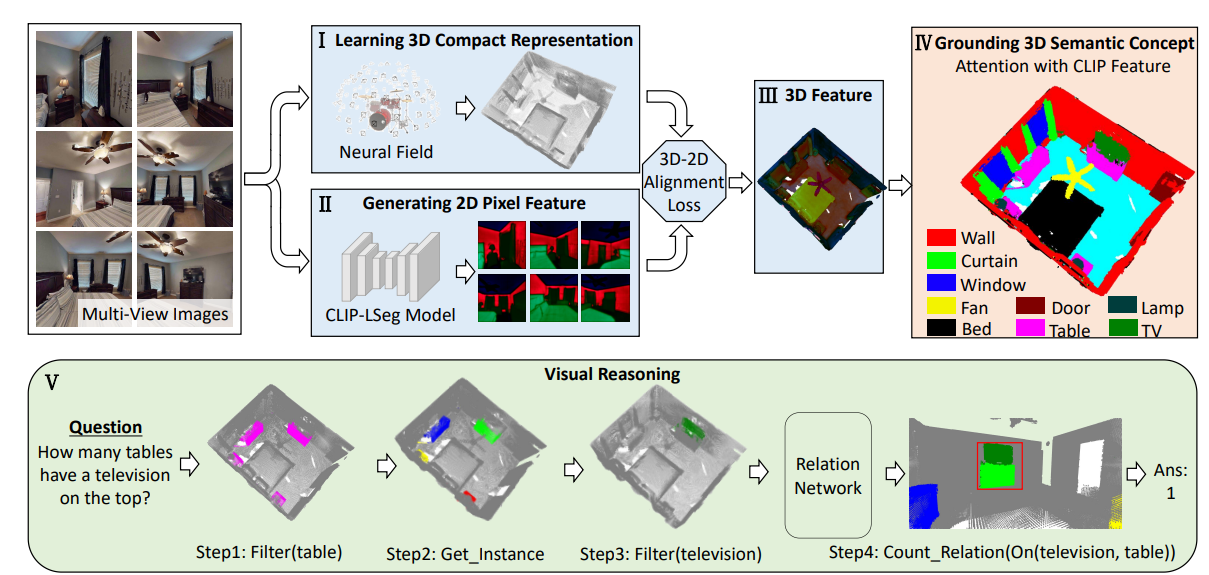 Multi-View Images
I Learning 3D Compact Representation
Neural Field
II Generating 2D Pixel Feature
CLIP-LSeg Model
3D-2D
Alignment
Loss
III 3D Feature
IV Grounding 3D Semantic Concept
Attention with CLIP Feature
Wall
Curtain
Window
Fan Door Lamp
Bed Table TV
V Visual Reasoning
Question
How many tables
have a television
on the top?
Relation
Network
Ans:
1
Step1: Filter(table)
Step2: Get_Instance
Step3: Filter(television)
Step4: Count_Relation(On(television, table))